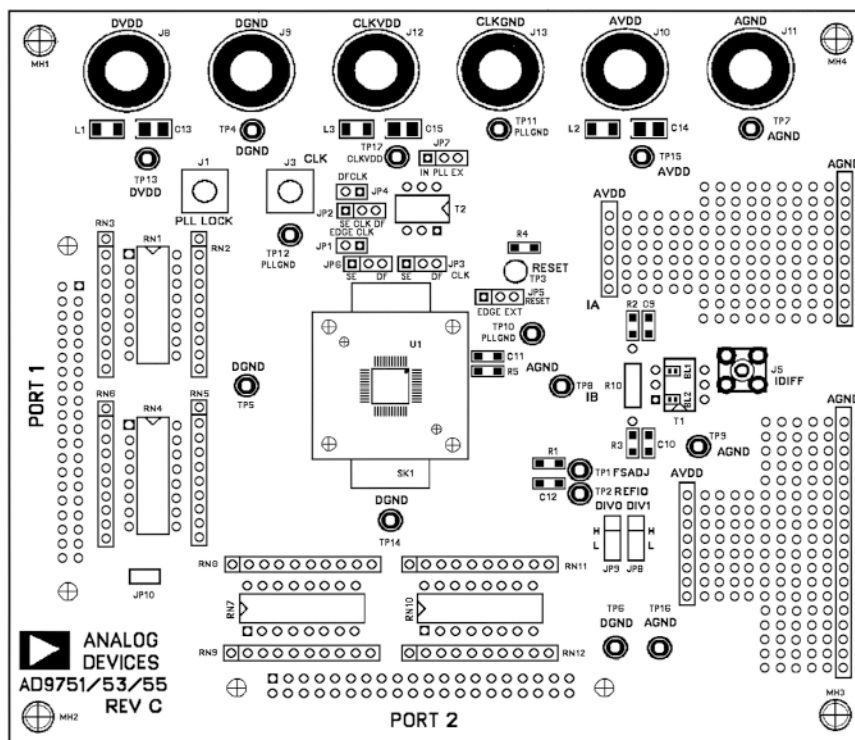 DVDD
DGND
CLKVDD
CLKGND
AVDD
AGND
J8
J9
J12
J13
J10
J11
MH1
MH4
L1
C13
TP4
DGND
L3
C15
TP11
PLLGND
L2
C14
TP7
AGND
TP13
DVDD
J1
PLL LOCK
J3
CLK
TP17
CLKVDD
JP7
IN PLL EX
TP15
AVDD
AGND
DFCLK
JP4
JP2
SE CLK DF
EDGE CLK
T2
AVDD
RN3
RN1
RN2
TP12
PLLGND
JP1
R4
JP6
SE
DF
SE
DF
JP3
CLK
RESET
TP3
JP5
RESET
EDGE EXT
IA
R2
C9
TP10
PLLGND
U1
C11
R5
AGND
TP8
IB
R10
BL1
BL2
T1
J5
IDIFF
PORT 1
DGND
TP5
RN6
RN4
RN5
AGND
R3
C10
TP9
AGND
SK1
R1
TP1
FSADJ
C12
TP2
REFIO
AVDD
DGND
TP14
DIV0
DIV1
H
L
H
L
JP9
JP8
JP10
RN8
RN11
RN7
RN10
RN9
RN12
TP6
DGND
TP16
AGND
ANALOG
DEVICES
AD9751/53/55
REV C
MH2
PORT 2
MH3